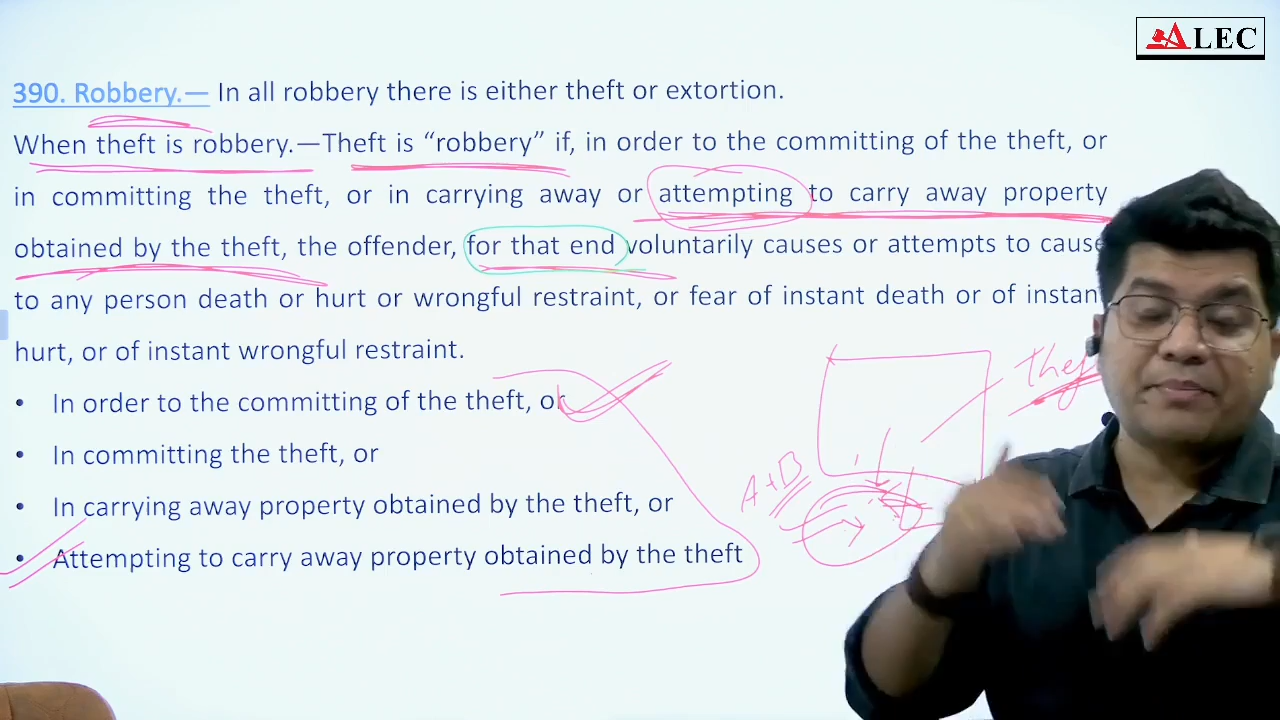 ALEC
390. Robbery.— In all robbery there is either theft or extortion.
When theft is robbery.—Theft is “robbery” if, in order to the committing of the theft, or
in committing the theft, or in carrying away or attempting to carry away property
obtained by the theft, the offender, for that end voluntarily causes or attempts to cause
to any person death or hurt or wrongful restraint, or fear of instant death or of instan
hurt, or of instant wrongful restraint.
• In order to the committing of the theft, or
• In committing the theft, or
• In carrying away property obtained by the theft, or
• Attempting to carry away property obtained by the theft
thef
A+B